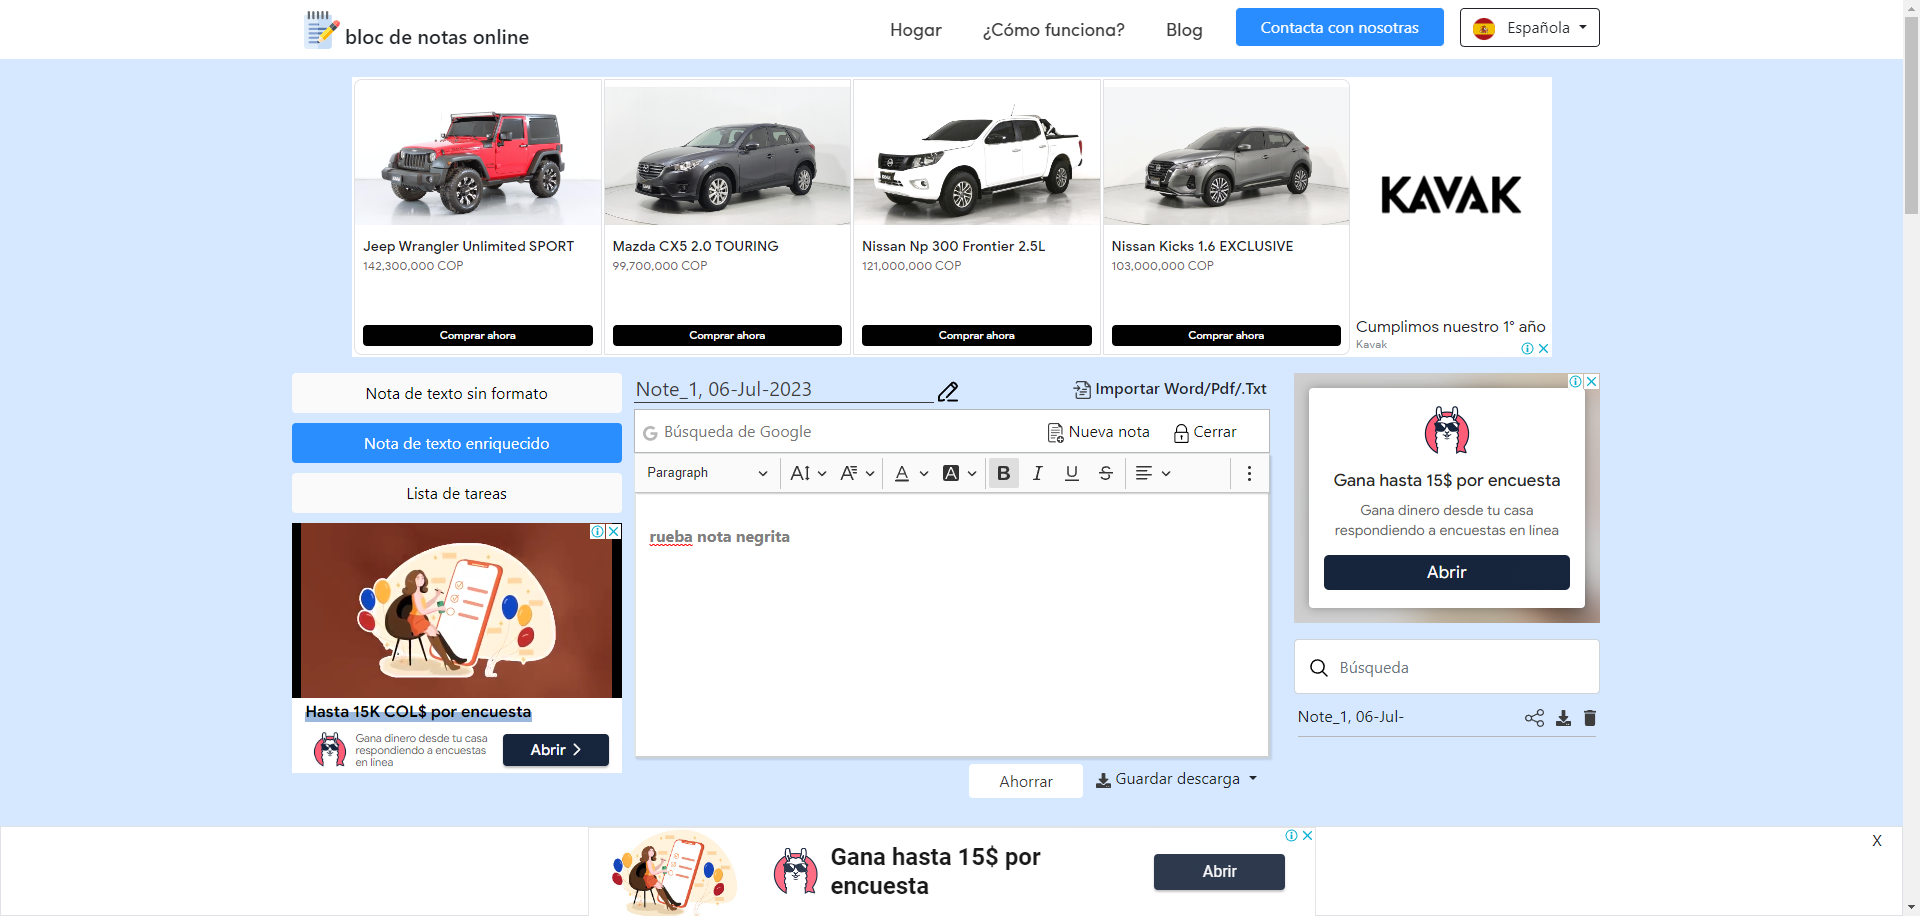 bloc de notas online
Hogar
¿Cómo funciona?
Blog
Contacta con nosotras
Española
Jeep Wrangler Unlimited SPORT
142,300,000 COP
Comprar ahora
Mazda CX5 2.0 TOURING
99,700,000 COP
Comprar ahora
Nissan Np 300 Frontier 2.5L
121,000,000 COP
Comprar ahora
Nissan Kicks 1.6 EXCLUSIVE
103,000,000 COP
Comprar ahora
KAVAK
Cumplimos nuestro 1° año
Kavak
Nota de texto sin formato
Nota de texto enriquecido
Lista de tareas
Hasta 15K COL$ por encuesta
Gana dinero desde tu casa
respondiendo a encuestas
en línea
Abrir
Note_1, 06-Jul-2023
Importar Word/Pdf/.Txt
Búsqueda de Google
Nueva nota
Cerrar
Paragraph
A A A A B I U S
rueba nota negrita
Ahorrar
Guardar descarga
Gana hasta 15$ por encuesta
Gana dinero desde tu casa
respondiendo a encuestas en línea
Abrir
Búsqueda
Note_1, 06-Jul-
Gana hasta 15$ por
encuesta
Abrir
X